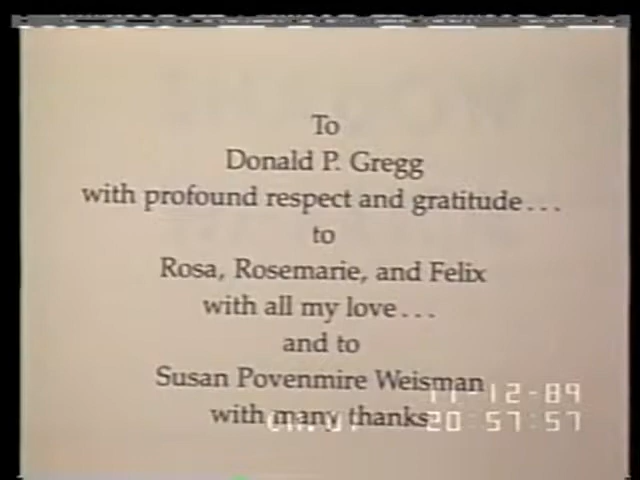 To
Donald P. Gregg
with profound respect and gratitude...
to
Rosa, Rosemarie, and Felix
with all my love...
and to
Susan Povenmire Weisman
with many thanks
11-12-89
20:57:57